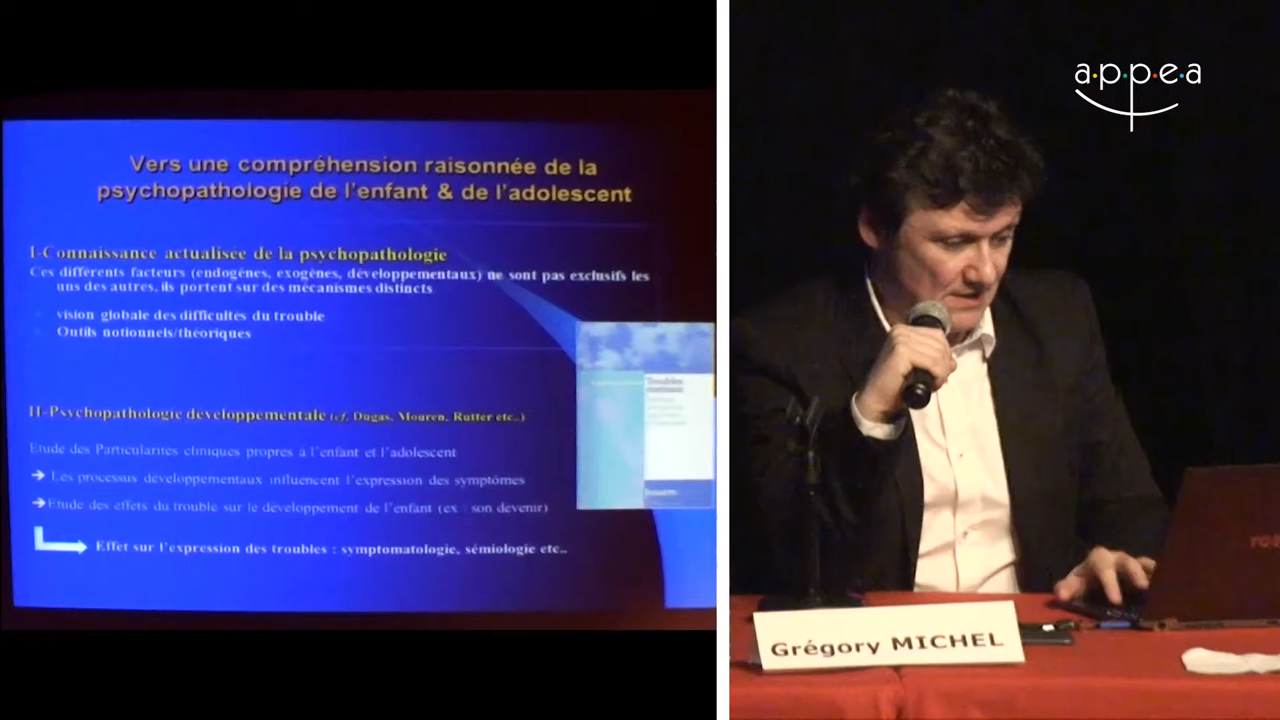 Vers une compréhension raisonnée de la
psychopathologie de l'enfant & de l'adolescent
I-Connaissance actualisée de la psychopathologie
Ces différents facteurs (endogènes, exogènes, développementaux) ne sont pas exclusifs les
uns des autres, ils portent sur des mécanismes distincts
vision globale des difficultés du trouble
Outils notionnels/théoriques
II-Psychopathologie développementale (cf. Dugas, Mouren, Rutter etc..)
Etude des Particularités cliniques propres à l'enfant et l'adolescent
→ Les processus développementaux influencent l'expression des symptômes
→ Etude des effets du trouble sur le développement de l'enfant (ex : son devenir)
Effet sur l'expression des troubles : symptomatologie, sémiologie etc..
Troubles
a·p·p·e·a
Grégory MICHEL